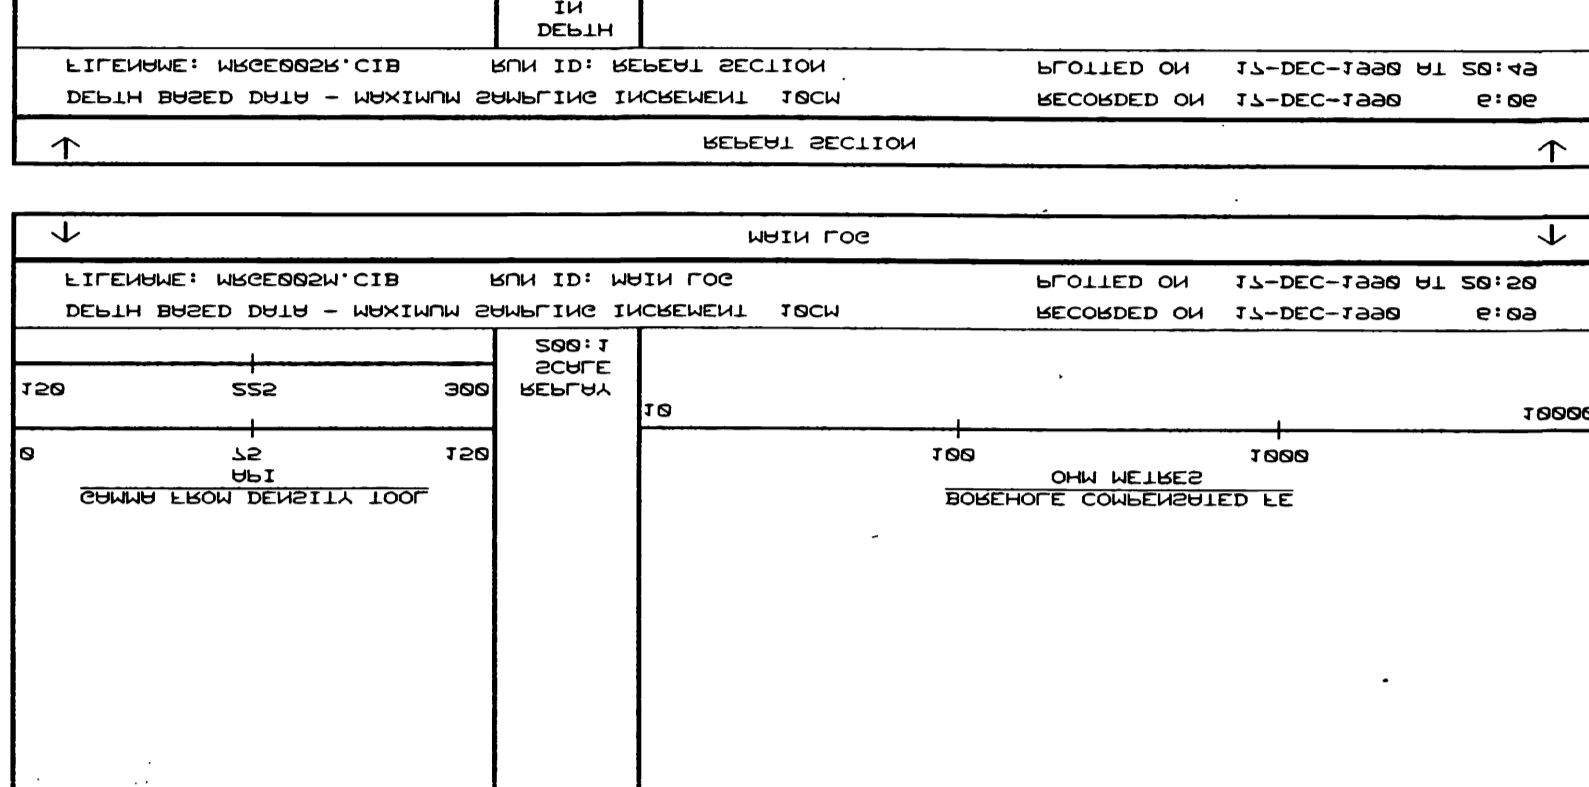 GAMMA FROM DENSITY TOOL
API
0 75 150
150 225 300
BOREHOLE COMPENSATED FE
OHM METRES
100 1000
10 10000
REPLAY
SCALE
200:1
DEPTH BASED DATA - MAXIMUM SAMPLING INCREMENT 10CM RECORDED ON 17-DEC-1990 6:09
FILENAME: MRGE002M.CIB RUN ID: MAIN LOG PLOTTED ON 17-DEC-1990 AT 20:50
↑ MAIN LOG ↑
↓ REPEAT SECTION ↓
DEPTH BASED DATA - MAXIMUM SAMPLING INCREMENT 10CM RECORDED ON 17-DEC-1990 6:06
FILENAME: MRGE002R.CIB RUN ID: REPEAT SECTION PLOTTED ON 17-DEC-1990 AT 20:49
DEPTH
IN